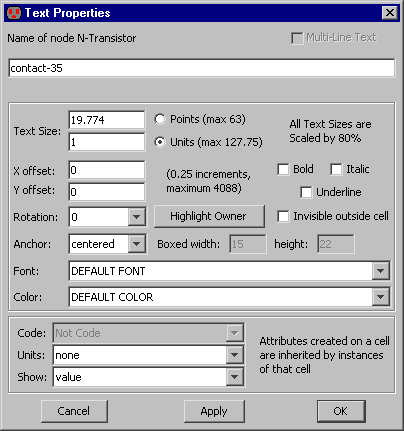 Text Properties
Name of node N-Transistor
Multi-Line Text
contact-35
Text Size:
19.774
Points (max 63)
1
Units (max 127.75)
All Text Sizes are
Scaled by 80%
X offset:
0
Y offset:
0
(0.25 increments,
maximum 4088)
Bold
Italic
Underline
Rotation:
0
Highlight Owner
Invisible outside cell
Anchor:
centered
Boxed width:
15
height:
22
Font:
DEFAULT FONT
Color:
DEFAULT COLOR
Code:
Not Code
Units:
none
Show:
value
Attributes created on a cell
are inherited by instances
of that cell
Cancel
Apply
OK